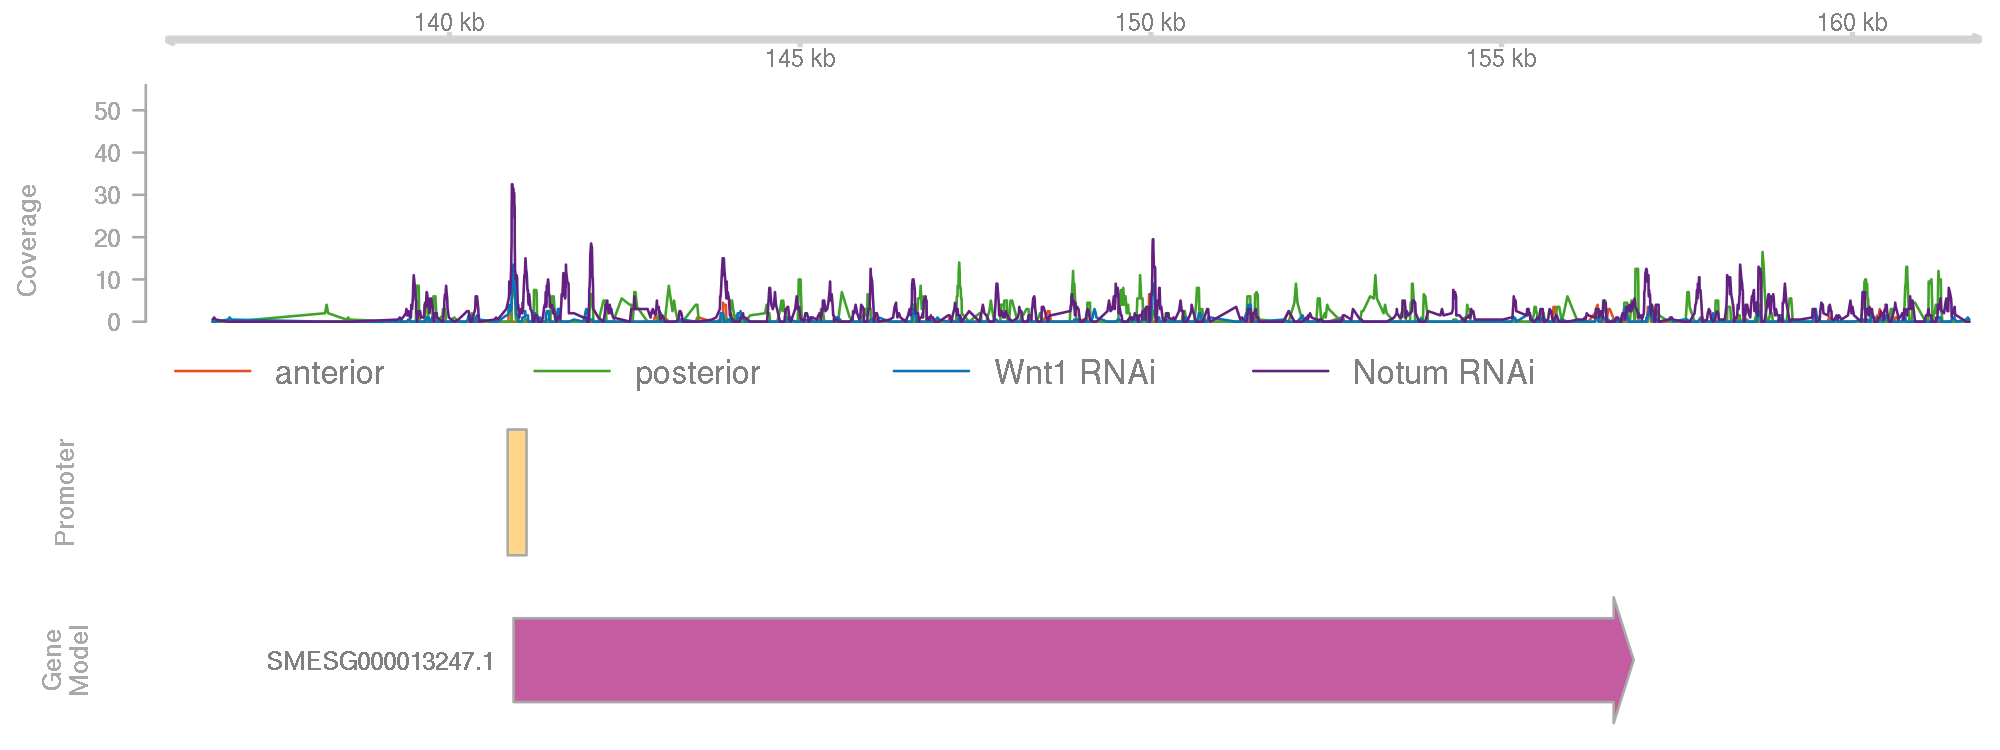 140 kb 150 kb 160 kb
145 kb 155 kb
Coverage
50
40
30
20
10
0
anterior posterior Wnt1 RNAi Notum RNAi
Promoter
Gene
Model
SMESG000013247.1